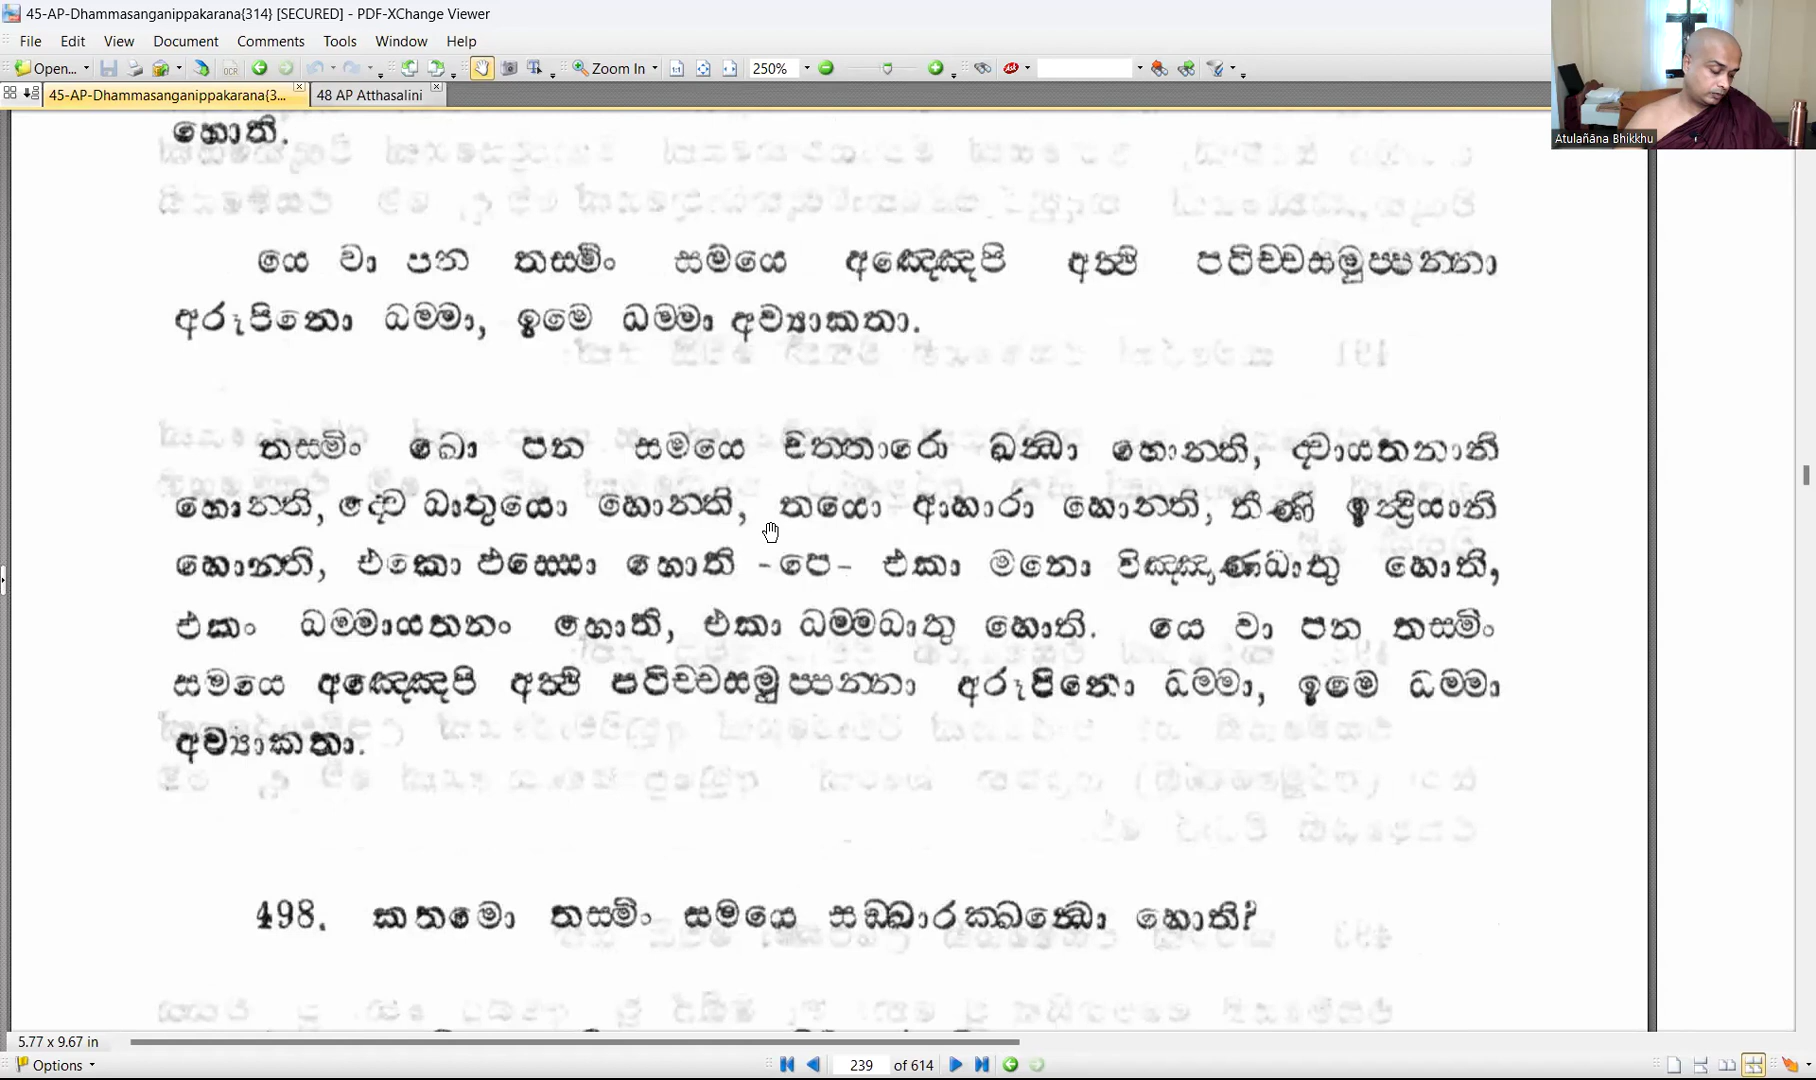 45-AP-Dhammasanganippakarana{314} [SECURED] - PDF-XChange Viewer
File Edit View Document Comments Tools Window Help
Open... Zoom In 250%
45-AP-Dhammasanganippakarana{3... 48 AP Atthasalini
Atulañāna Bhikkhu
හොති.
යෙ වා පන තසමිං සමයෙ අඤ්ඤෙපි අත්ථි පටිච්චසමුප්පන්නා
අරූපිනො ධම්මා, ඉමෙ ධම්මා අව්‍යාකතා.
තසමිං ඛො පන සමයෙ චත්තාරො ඛන්ධා හොන්ති, ද්වායතනානි
හොන්ති, ද්වෙ ධාතුයො හොන්ති, තයො ආහාරා හොන්ති, තීණි ඉන්ද්‍රියානි
හොන්ති, එකො ඵස්සො හොති -පෙ- එකා මනො විඤ්ඤාණධාතු හොති,
එකං ධම්මායතනං හොති, එකා ධම්මධාතු හොති. යෙ වා පන තසමිං
සමයෙ අඤ්ඤෙපි අත්ථි පටිච්චසමුප්පන්නා අරූපිනො ධම්මා, ඉමෙ ධම්මා
අව්‍යාකතා.
498. කතමො තසමිං සමයෙ සඞ්ඛාරක්ඛන්ධො හොති?
5.77 x 9.67 in
Options 239 of 614